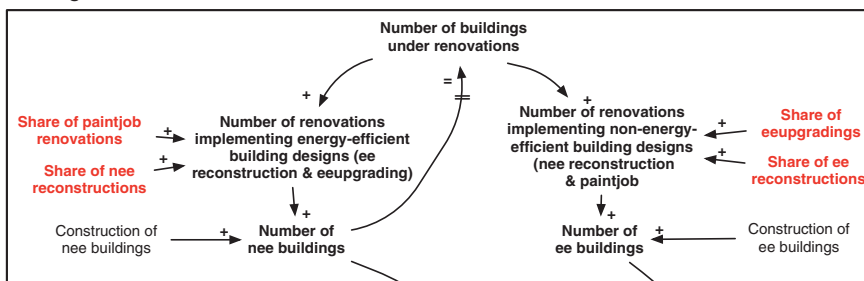 Number of buildings
under renovations
+
=
+
Share of paintjob
renovations
+
Share of nee
reconstructions
+
Number of renovations
implementing energy-efficient
building designs (ee
reconstruction & eeupgrading)
Number of renovations
implementing non-energy-
efficient building designs
(nee reconstruction
& paintjob
+
Share of
eeupgradings
+
Share of ee
reconstructions
+
+
Construction of
nee buildings
+
Number of
nee buildings
Number of
ee buildings
+
Construction of
ee buildings